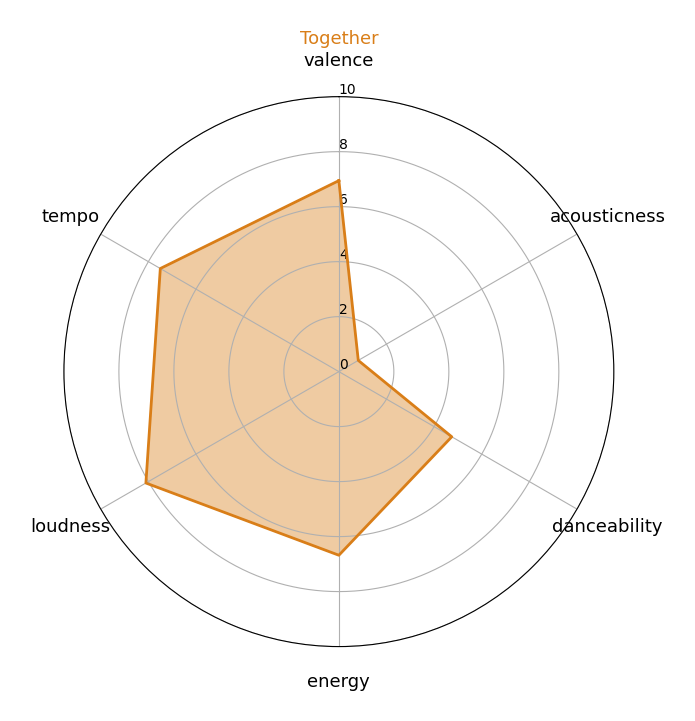 Together
valence
10
8
6
4
2
0
tempo
acousticness
loudness
danceability
energy